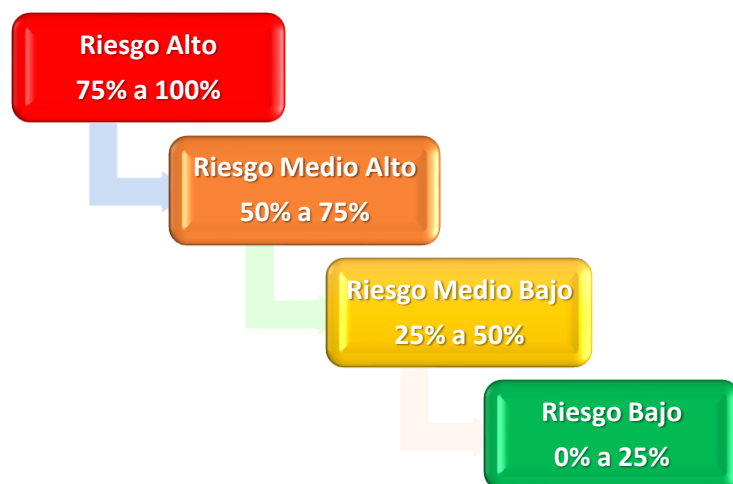 Riesgo Alto
75% a 100%
Riesgo Medio Alto
50% a 75%
Riesgo Medio Bajo
25% a 50%
Riesgo Bajo
0% a 25%